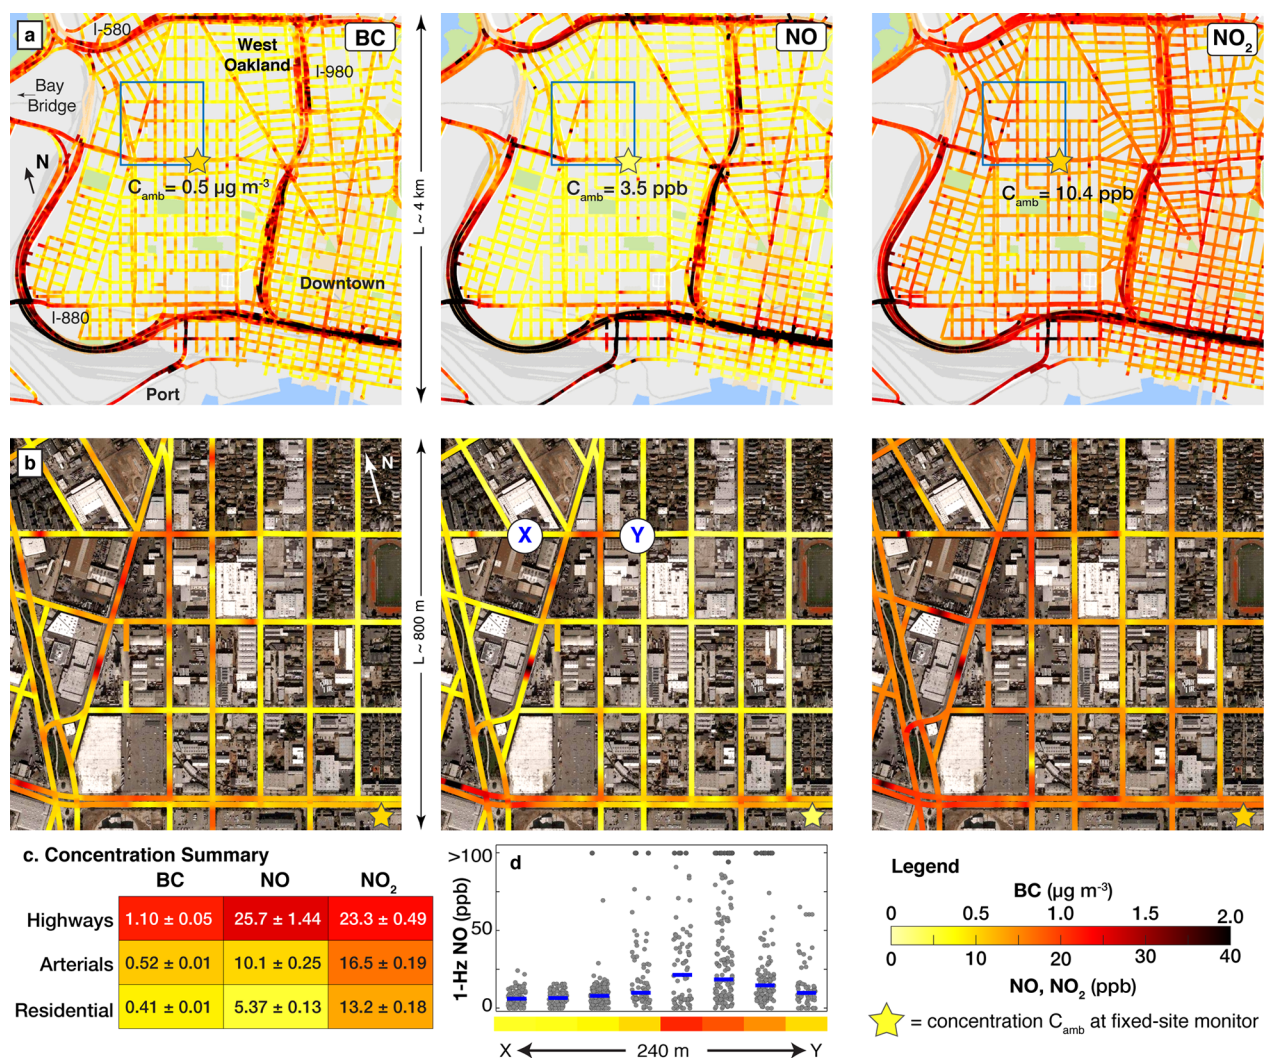 a
I-580
BC
West
Oakland
I-980
Bay
Bridge
N
C_amb = 0.5 µg m⁻³
Downtown
I-880
Port
L ~ 4 km
NO
C_amb = 3.5 ppb
NO₂
C_amb = 10.4 ppb
b
N
L ~ 800 m
X
Y
c. Concentration Summary
BC NO NO₂
Highways 1.10 ± 0.05 25.7 ± 1.44 23.3 ± 0.49
Arterials 0.52 ± 0.01 10.1 ± 0.25 16.5 ± 0.19
Residential 0.41 ± 0.01 5.37 ± 0.13 13.2 ± 0.18
d
1-Hz NO (ppb)
>100
50
0
X 240 m Y
Legend
BC (µg m⁻³)
0 0.5 1.0 1.5 2.0
0 10 20 30 40
NO, NO₂ (ppb)
= concentration C_amb at fixed-site monitor